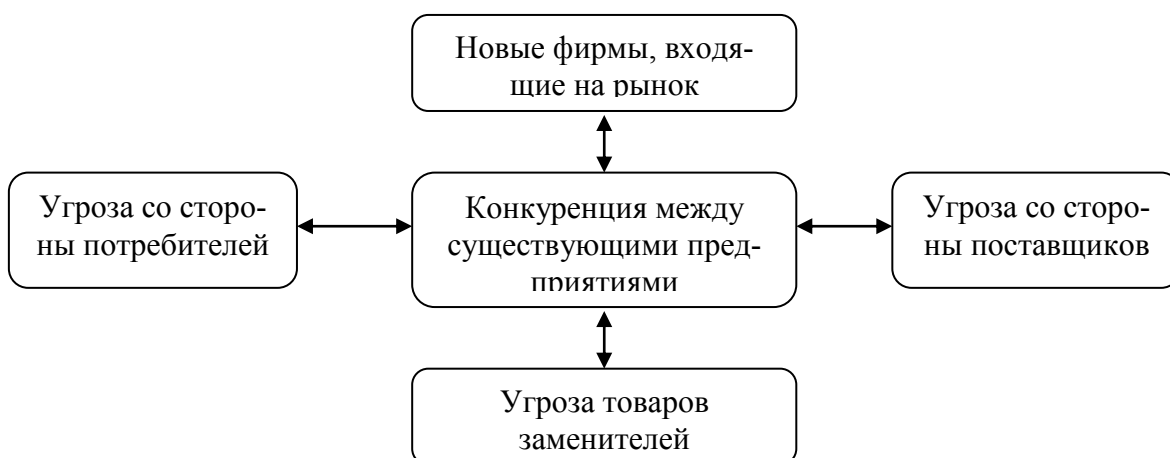 Новые фирмы, входя-
щие на рынок
Угроза со сторо-
ны потребителей
Конкуренция между
существующими пред-
приятиями
Угроза со сторо-
ны поставщиков
Угроза товаров
заменителей